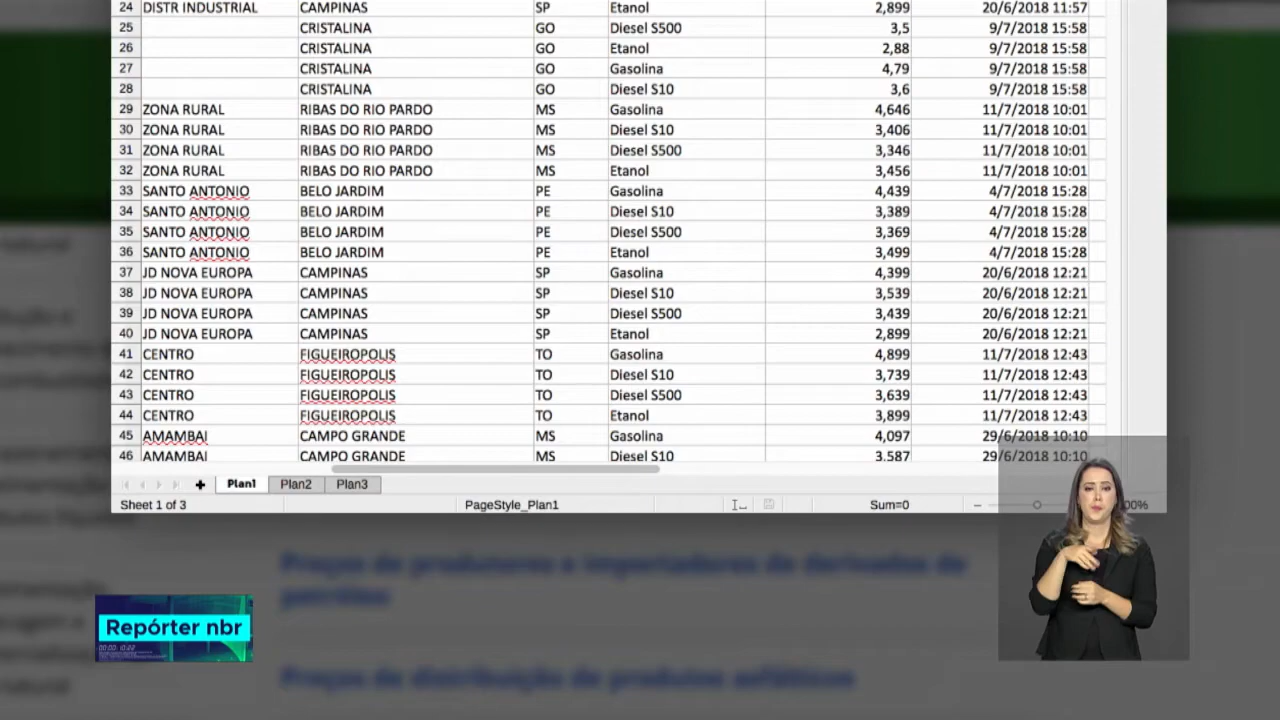 24 DISTR INDUSTRIAL CAMPINAS SP Etanol 2,899 20/6/2018 11:57
25 CRISTALINA GO Diesel S500 3,5 9/7/2018 15:58
26 CRISTALINA GO Etanol 2,88 9/7/2018 15:58
27 CRISTALINA GO Gasolina 4,79 9/7/2018 15:58
28 CRISTALINA GO Diesel S10 3,6 9/7/2018 15:58
29 ZONA RURAL RIBAS DO RIO PARDO MS Gasolina 4,646 11/7/2018 10:01
30 ZONA RURAL RIBAS DO RIO PARDO MS Diesel S10 3,406 11/7/2018 10:01
31 ZONA RURAL RIBAS DO RIO PARDO MS Diesel S500 3,346 11/7/2018 10:01
32 ZONA RURAL RIBAS DO RIO PARDO MS Etanol 3,456 11/7/2018 10:01
33 SANTO ANTONIO BELO JARDIM PE Gasolina 4,439 4/7/2018 15:28
34 SANTO ANTONIO BELO JARDIM PE Diesel S10 3,389 4/7/2018 15:28
35 SANTO ANTONIO BELO JARDIM PE Diesel S500 3,369 4/7/2018 15:28
36 SANTO ANTONIO BELO JARDIM PE Etanol 3,499 4/7/2018 15:28
37 JD NOVA EUROPA CAMPINAS SP Gasolina 4,399 20/6/2018 12:21
38 JD NOVA EUROPA CAMPINAS SP Diesel S10 3,539 20/6/2018 12:21
39 JD NOVA EUROPA CAMPINAS SP Diesel S500 3,439 20/6/2018 12:21
40 JD NOVA EUROPA CAMPINAS SP Etanol 2,899 20/6/2018 12:21
41 CENTRO FIGUEIROPOLIS TO Gasolina 4,899 11/7/2018 12:43
42 CENTRO FIGUEIROPOLIS TO Diesel S10 3,739 11/7/2018 12:43
43 CENTRO FIGUEIROPOLIS TO Diesel S500 3,639 11/7/2018 12:43
44 CENTRO FIGUEIROPOLIS TO Etanol 3,899 11/7/2018 12:43
45 AMAMBAI CAMPO GRANDE MS Gasolina 4,097 29/6/2018 10:10
46 AMAMBAI CAMPO GRANDE MS Diesel S10 3,587 29/6/2018 10:10
Plan1 Plan2 Plan3
Sheet 1 of 3 PageStyle_Plan1 Sum=0 00%
Preços de produtores e importadores de derivados de
petróleo
Repórter nbr
Preços de distribuição de produtos asfálticos